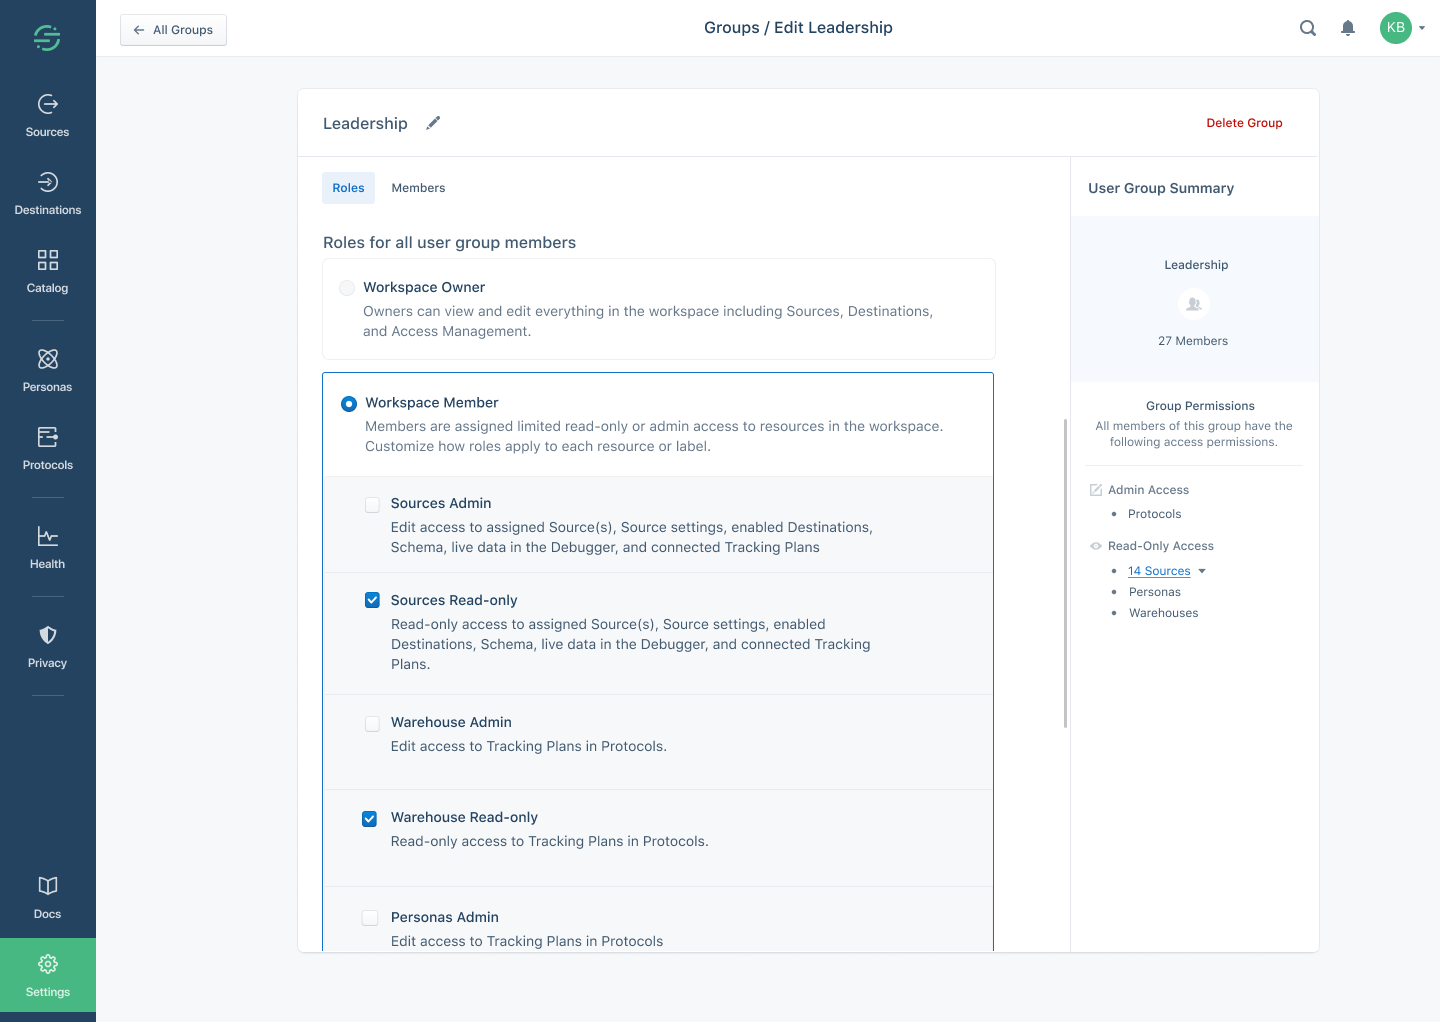 All Groups
Groups / Edit Leadership
KB
Sources
Destinations
Catalog
Personas
Protocols
Health
Privacy
Docs
Settings
Leadership
Delete Group
Roles
Members
Roles for all user group members
Workspace Owner
Owners can view and edit everything in the workspace including Sources, Destinations,
and Access Management.
Workspace Member
Members are assigned limited read-only or admin access to resources in the workspace.
Customize how roles apply to each resource or label.
Sources Admin
Edit access to assigned Source(s), Source settings, enabled Destinations,
Schema, live data in the Debugger, and connected Tracking Plans
Sources Read-only
Read-only access to assigned Source(s), Source settings, enabled
Destinations, Schema, live data in the Debugger, and connected Tracking
Plans.
Warehouse Admin
Edit access to Tracking Plans in Protocols.
Warehouse Read-only
Read-only access to Tracking Plans in Protocols.
Personas Admin
Edit access to Tracking Plans in Protocols
User Group Summary
Leadership
27 Members
Group Permissions
All members of this group have the
following access permissions.
Admin Access
• Protocols
Read-Only Access
• 14 Sources
• Personas
• Warehouses